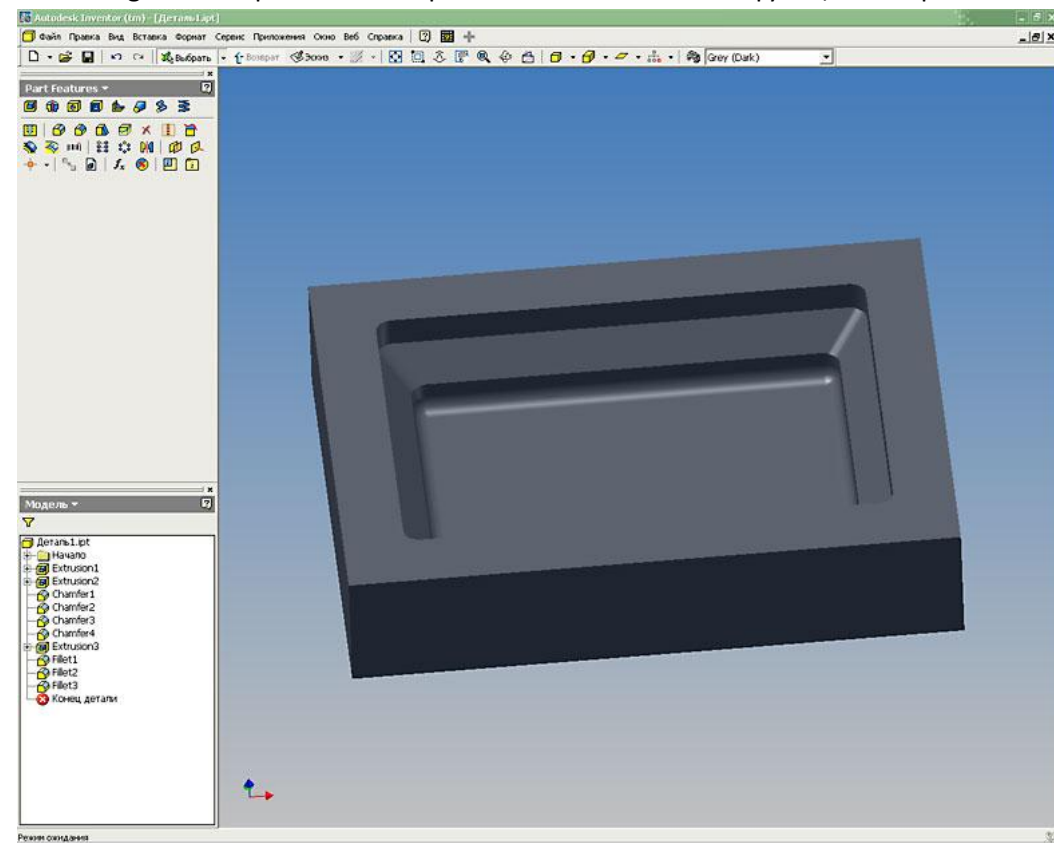 Autodesk Inventor (tm) - [Деталь1.ipt]
Файл Правка Вид Вставка Формат Сервис Приложения Окно Веб Справка
Выбрать Возврат Эскиз Grey (Dark)
Part Features
Модель
Деталь1.ipt
Начало
Extrusion1
Extrusion2
Chamfer1
Chamfer2
Chamfer3
Chamfer4
Extrusion3
Fillet1
Fillet2
Fillet3
Конец детали
Режим ожидания